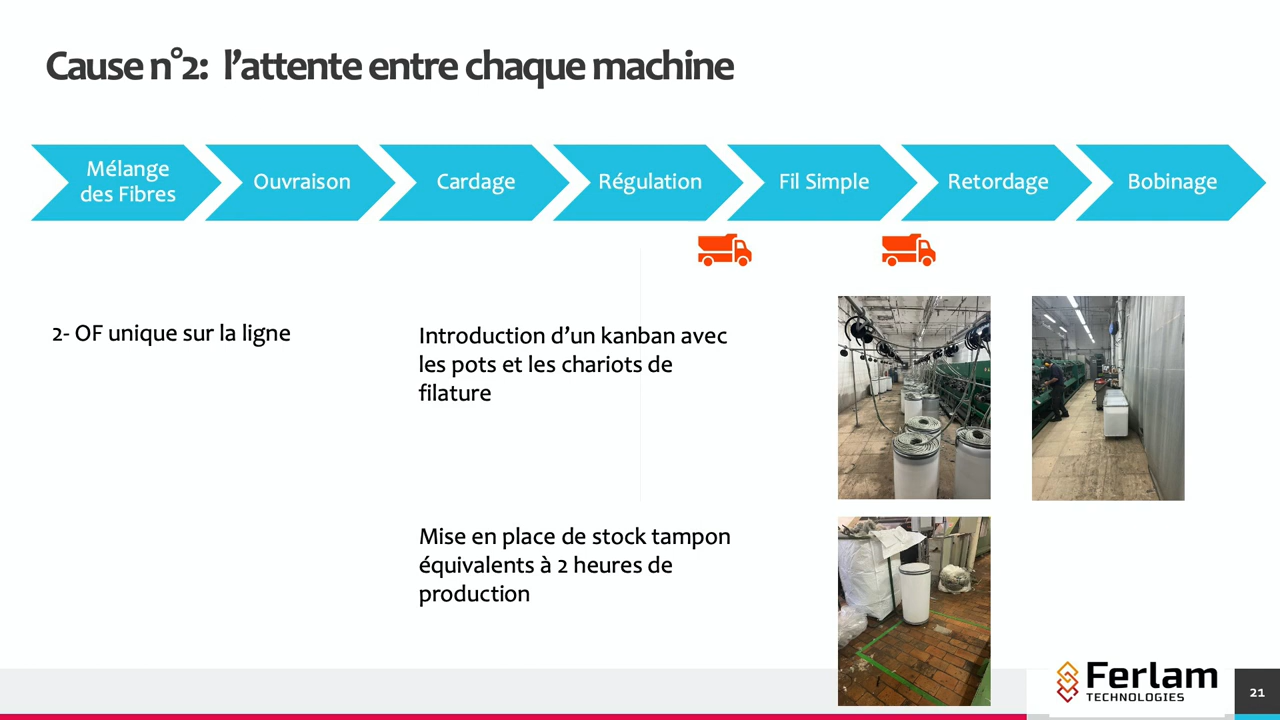 Cause n°2: l’attente entre chaque machine
Mélange
des Fibres
Ouvraison
Cardage
Régulation
Fil Simple
Retordage
Bobinage
2- OF unique sur la ligne
Introduction d’un kanban avec
les pots et les chariots de
filature
Mise en place de stock tampon
équivalents à 2 heures de
production
Ferlam
TECHNOLOGIES
21